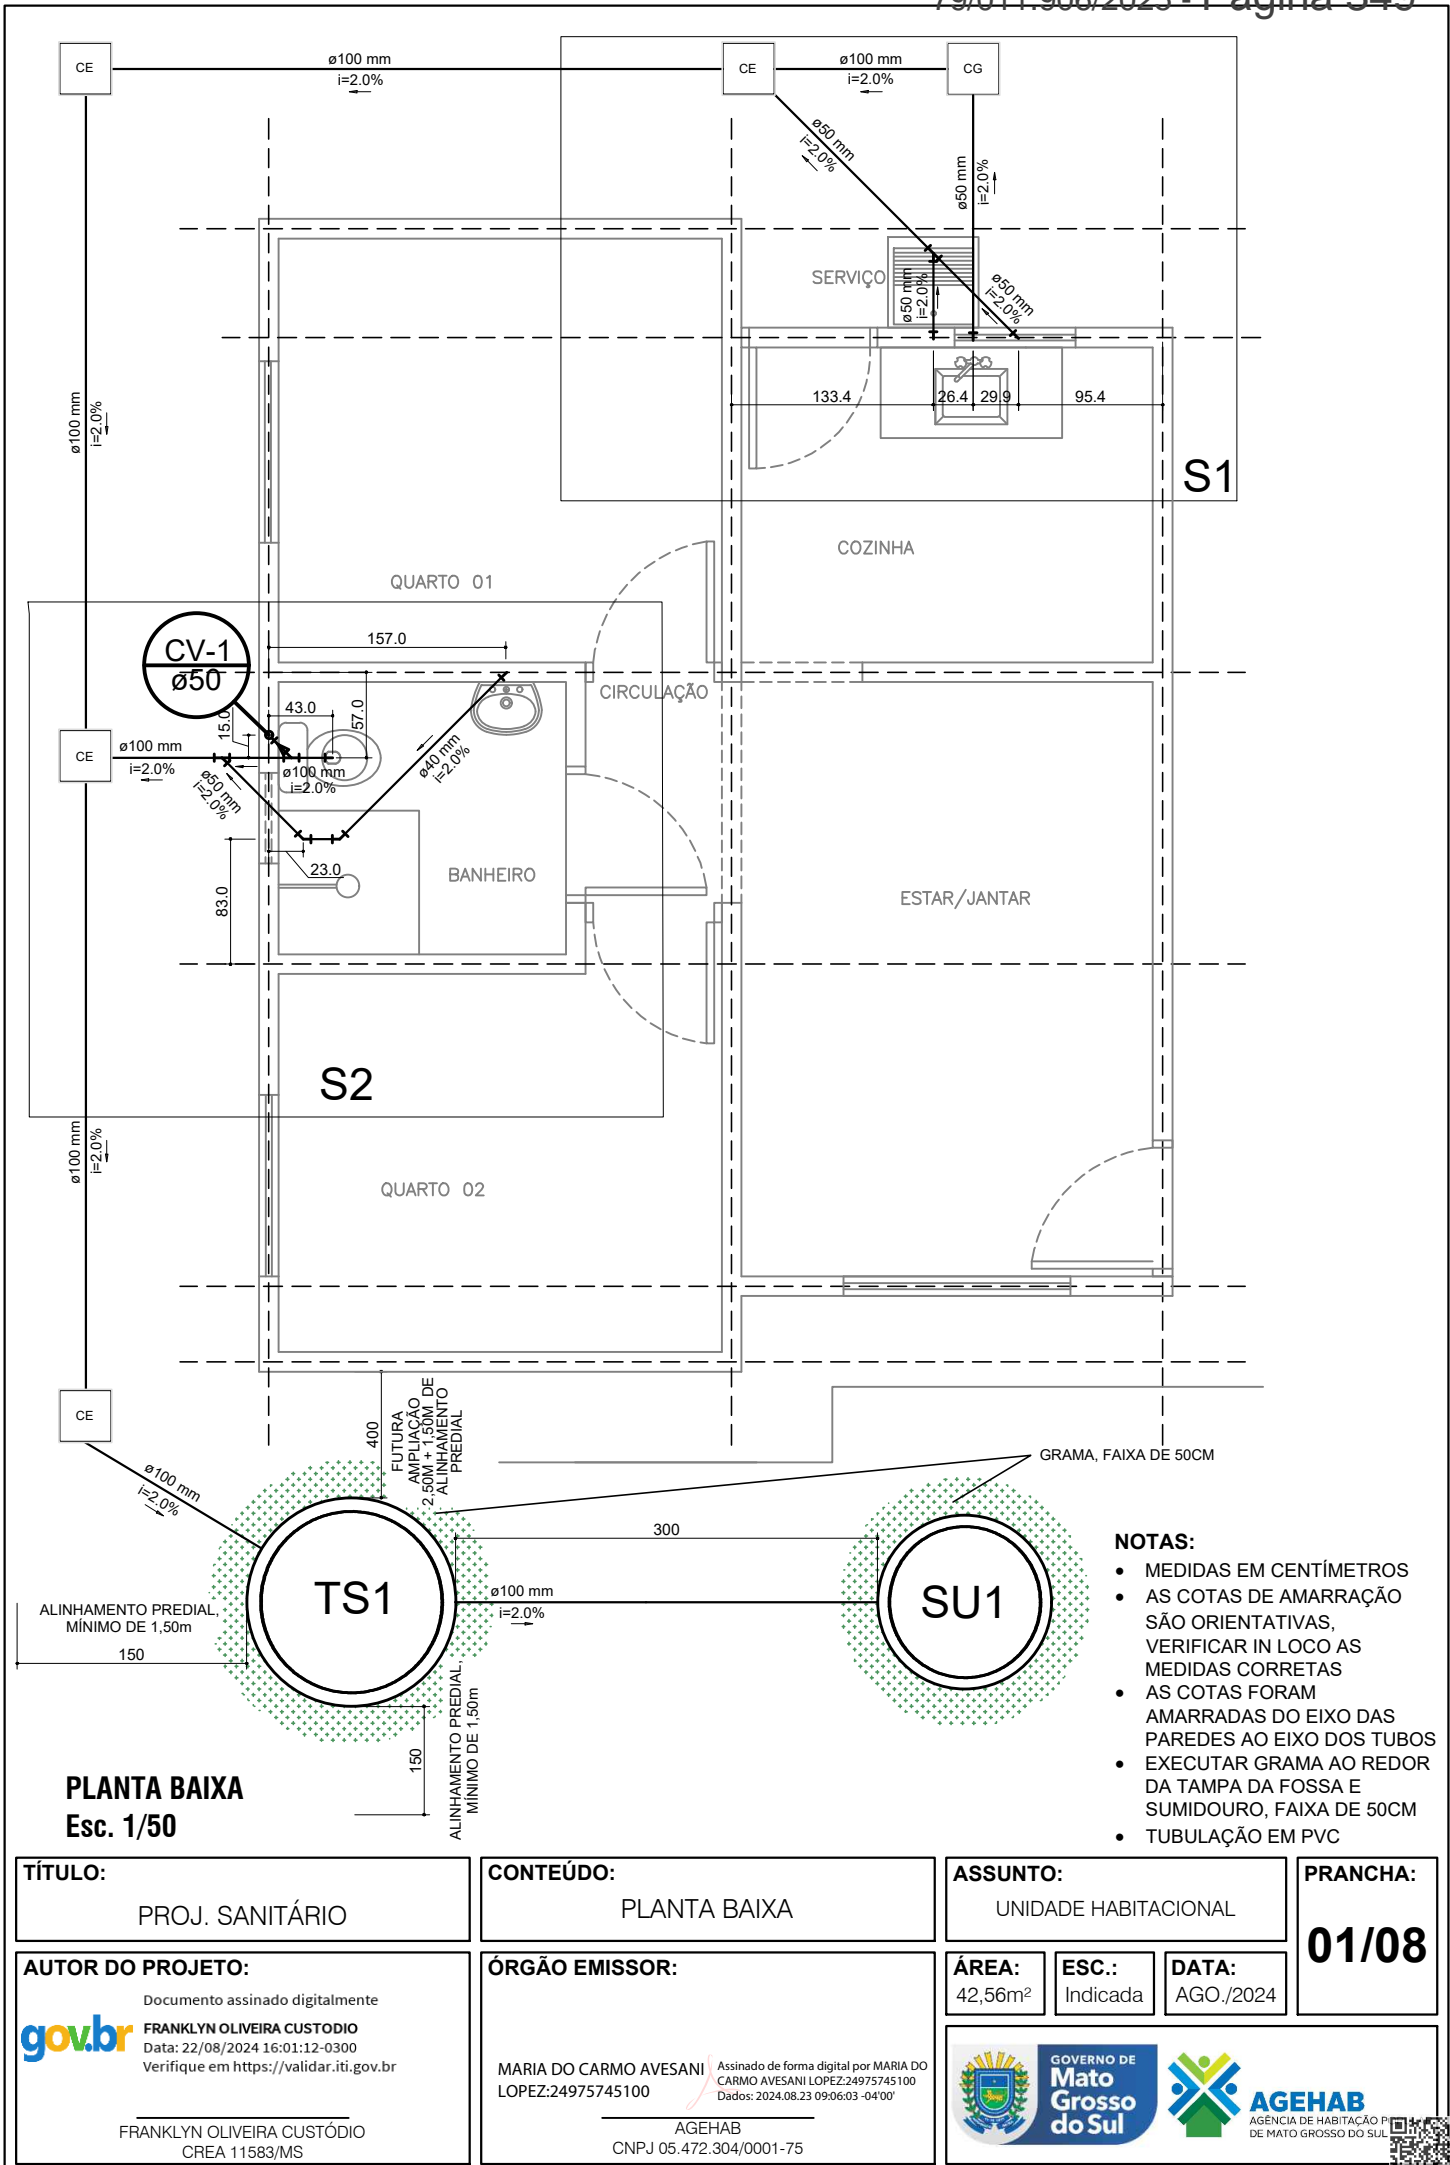 79/011.908/2025 - Página 349
CE
ø100 mm
i=2.0%
CE
ø100 mm
i=2.0%
CG
ø50 mm
i=2.0%
ø50 mm
i=2.0%
SERVIÇO
ø50 mm
i=2.0%
ø50 mm
i=2.0%
133.4
26.4
29.9
95.4
S1
ø100 mm
i=2.0%
COZINHA
QUARTO 01
157.0
CV-1
ø50
CIRCULAÇÃO
43.0
15.0
57.0
CE
ø100 mm
i=2.0%
ø100 mm
i=2.0%
ø50 mm
i=2.0%
ø40 mm
i=2.0%
23.0
83.0
BANHEIRO
ESTAR/JANTAR
S2
ø100 mm
i=2.0%
QUARTO 02
CE
ø100 mm
i=2.0%
400
FUTURA
AMPLIAÇÃO
2,50M + 1,50M DE
ALINHAMENTO
PREDIAL
GRAMA, FAIXA DE 50CM
300
TS1
ø100 mm
i=2.0%
SU1
ALINHAMENTO PREDIAL,
MÍNIMO DE 1,50m
150
150
ALINHAMENTO PREDIAL,
MÍNIMO DE 1,50m
NOTAS:
• MEDIDAS EM CENTÍMETROS
• AS COTAS DE AMARRAÇÃO
SÃO ORIENTATIVAS,
VERIFICAR IN LOCO AS
MEDIDAS CORRETAS
• AS COTAS FORAM
AMARRADAS DO EIXO DAS
PAREDES AO EIXO DOS TUBOS
• EXECUTAR GRAMA AO REDOR
DA TAMPA DA FOSSA E
SUMIDOURO, FAIXA DE 50CM
• TUBULAÇÃO EM PVC
PLANTA BAIXA
Esc. 1/50
TÍTULO:
PROJ. SANITÁRIO
CONTEÚDO:
PLANTA BAIXA
ASSUNTO:
UNIDADE HABITACIONAL
PRANCHA:
01/08
AUTOR DO PROJETO:
gov.br
Documento assinado digitalmente
FRANKLYN OLIVEIRA CUSTODIO
Data: 22/08/2024 16:01:12-0300
Verifique em https://validar.iti.gov.br
FRANKLYN OLIVEIRA CUSTÓDIO
CREA 11583/MS
ÓRGÃO EMISSOR:
MARIA DO CARMO AVESANI
LOPEZ:24975745100
Assinado de forma digital por MARIA DO
CARMO AVESANI LOPEZ:24975745100
Dados: 2024.08.23 09:06:03 -04'00'
AGEHAB
CNPJ 05.472.304/0001-75
ÁREA:
42,56m²
ESC.:
Indicada
DATA:
AGO./2024
GOVERNO DE
Mato
Grosso
do Sul
AGEHAB
AGÊNCIA DE HABITAÇÃO
DE MATO GROSSO DO SUL